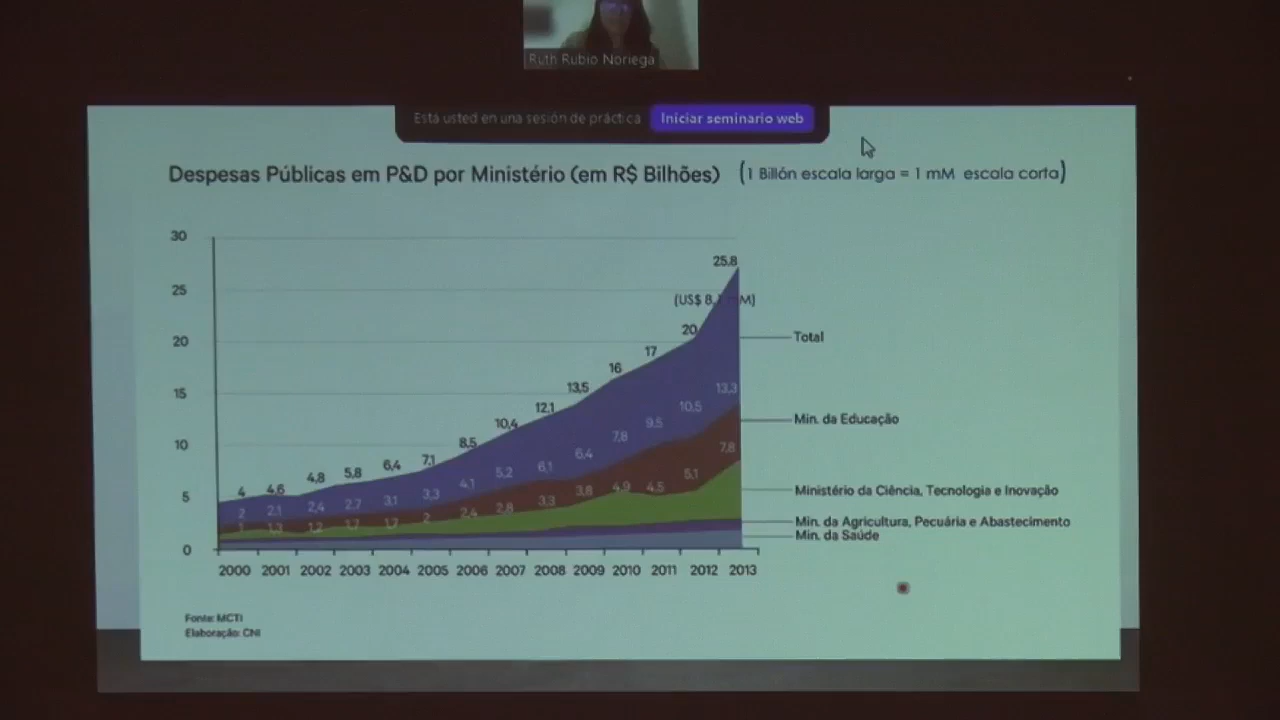 Ruth Rubio Noriega
Está usted en una sesión de práctica Iniciar seminario web
Despesas Públicas em P&D por Ministério (em R$ Bilhões) (1 Billón escala larga = 1 mM escala corta)
30
25
20
15
10
5
0
4 4,6 4,8 5,8 6,4 7,1 8,5 10,4 12,1 13,5 16 17 20 25,8
(US$ 8, mM)
2 2,1 2,4 2,7 3,1 3,3 4,1 5,2 6,1 6,4 7,8 9,5 10,5 13,3
1 1,3 1,2 1,7 1,7 2 2,4 2,8 3,3 3,8 4,9 4,5 5,1 7,8
Total
Min. da Educação
Ministério da Ciência, Tecnologia e Inovação
Min. da Agricultura, Pecuária e Abastecimento
Min. da Saúde
2000 2001 2002 2003 2004 2005 2006 2007 2008 2009 2010 2011 2012 2013
Fonte: MCTI
Elaboração: CNI